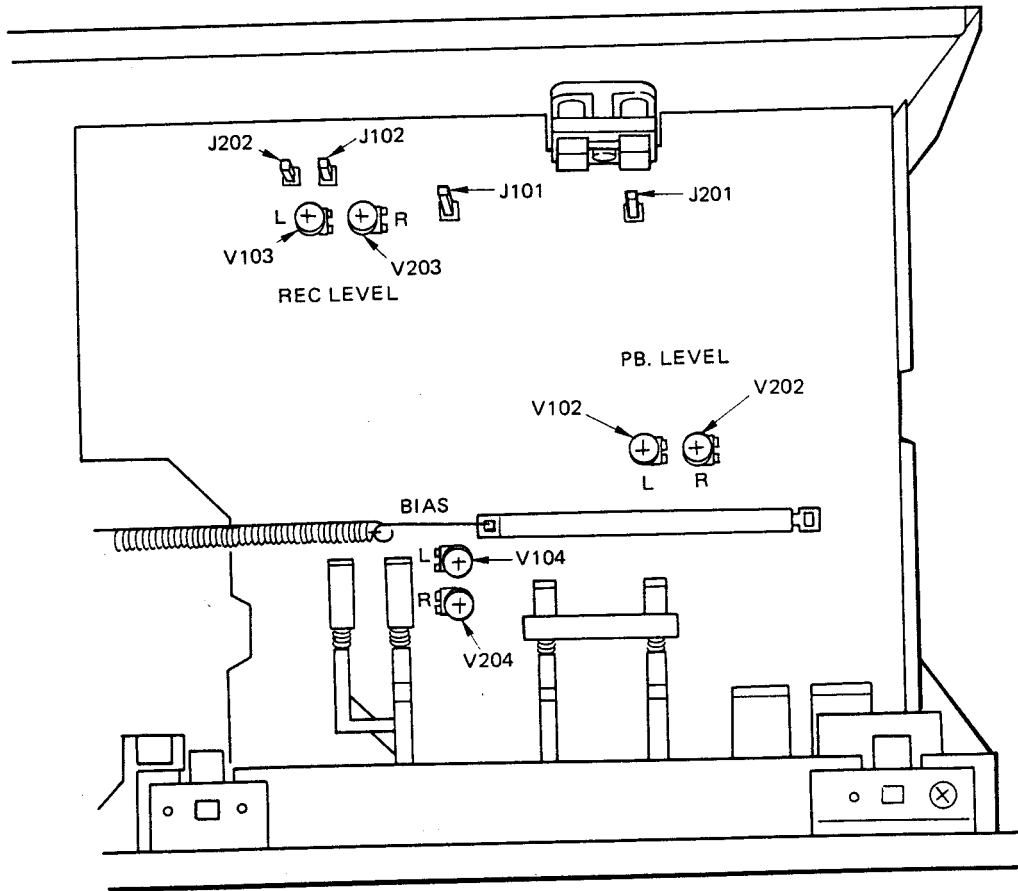 J202
J102
J101
J201
L
R
V103
V203
REC LEVEL
PB. LEVEL
V102
V202
L
R
BIAS
L
V104
R
V204